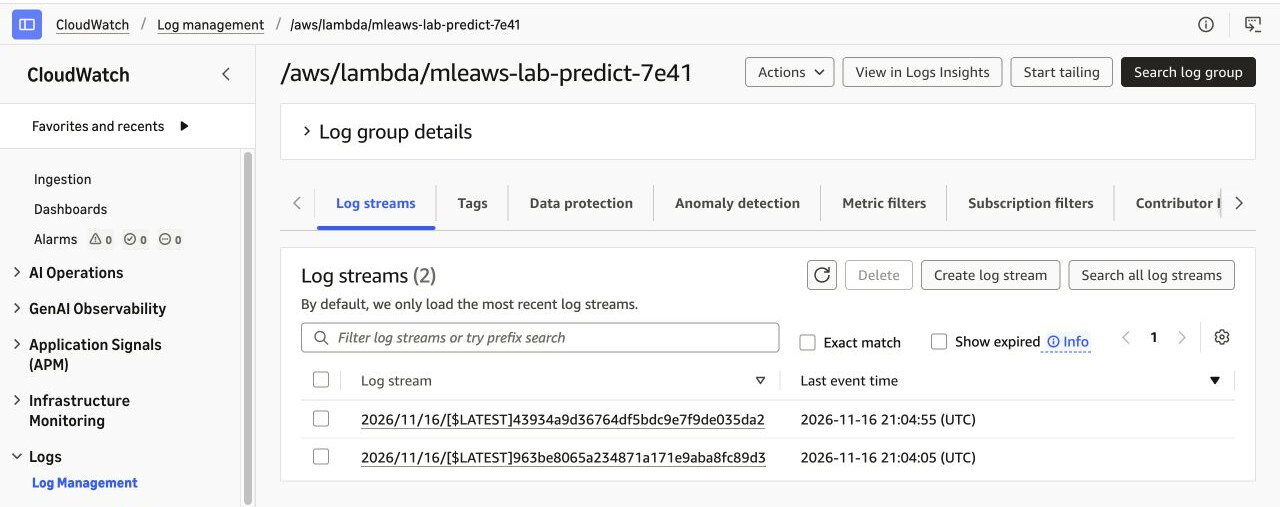 CloudWatch / Log management / /aws/lambda/mleaws-lab-predict-7e41
CloudWatch
Favorites and recents
Ingestion
Dashboards
Alarms 0 0 0
AI Operations
GenAI Observability
Application Signals
(APM)
Infrastructure
Monitoring
Logs
Log Management
/aws/lambda/mleaws-lab-predict-7e41
Actions View in Logs Insights Start tailing Search log group
Log group details
Log streams Tags Data protection Anomaly detection Metric filters Subscription filters Contributor I
Log streams (2)
Delete Create log stream Search all log streams
By default, we only load the most recent log streams.
Filter log streams or try prefix search
Exact match Show expired Info 1
Log stream Last event time
2026/11/16/[$LATEST]43934a9d36764df5bdc9e7f9de035da2 2026-11-16 21:04:55 (UTC)
2026/11/16/[$LATEST]963be8065a234871a171e9aba8fc89d3 2026-11-16 21:04:05 (UTC)